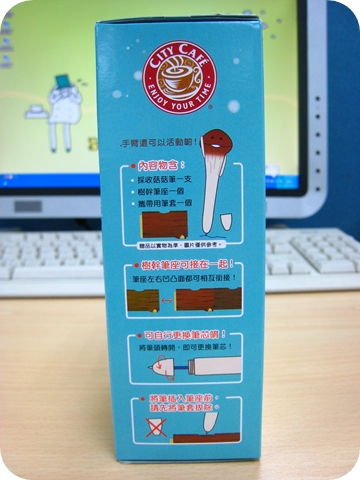 CITY CAFÉ
ENJOY YOUR TIME
手臂還可以活動喲!
內容物含:
採收菇菇筆一支
樹幹筆座一個
攜帶用筆套一個
贈品以實物為準,圖片僅供參考。
樹幹筆座可接在一起!
筆座左右凹凸面都可相互銜接!
可自行更換筆芯喲!
將筆頭轉開,即可更換筆芯!
將筆插入筆座前,
請先將筆套拔除。